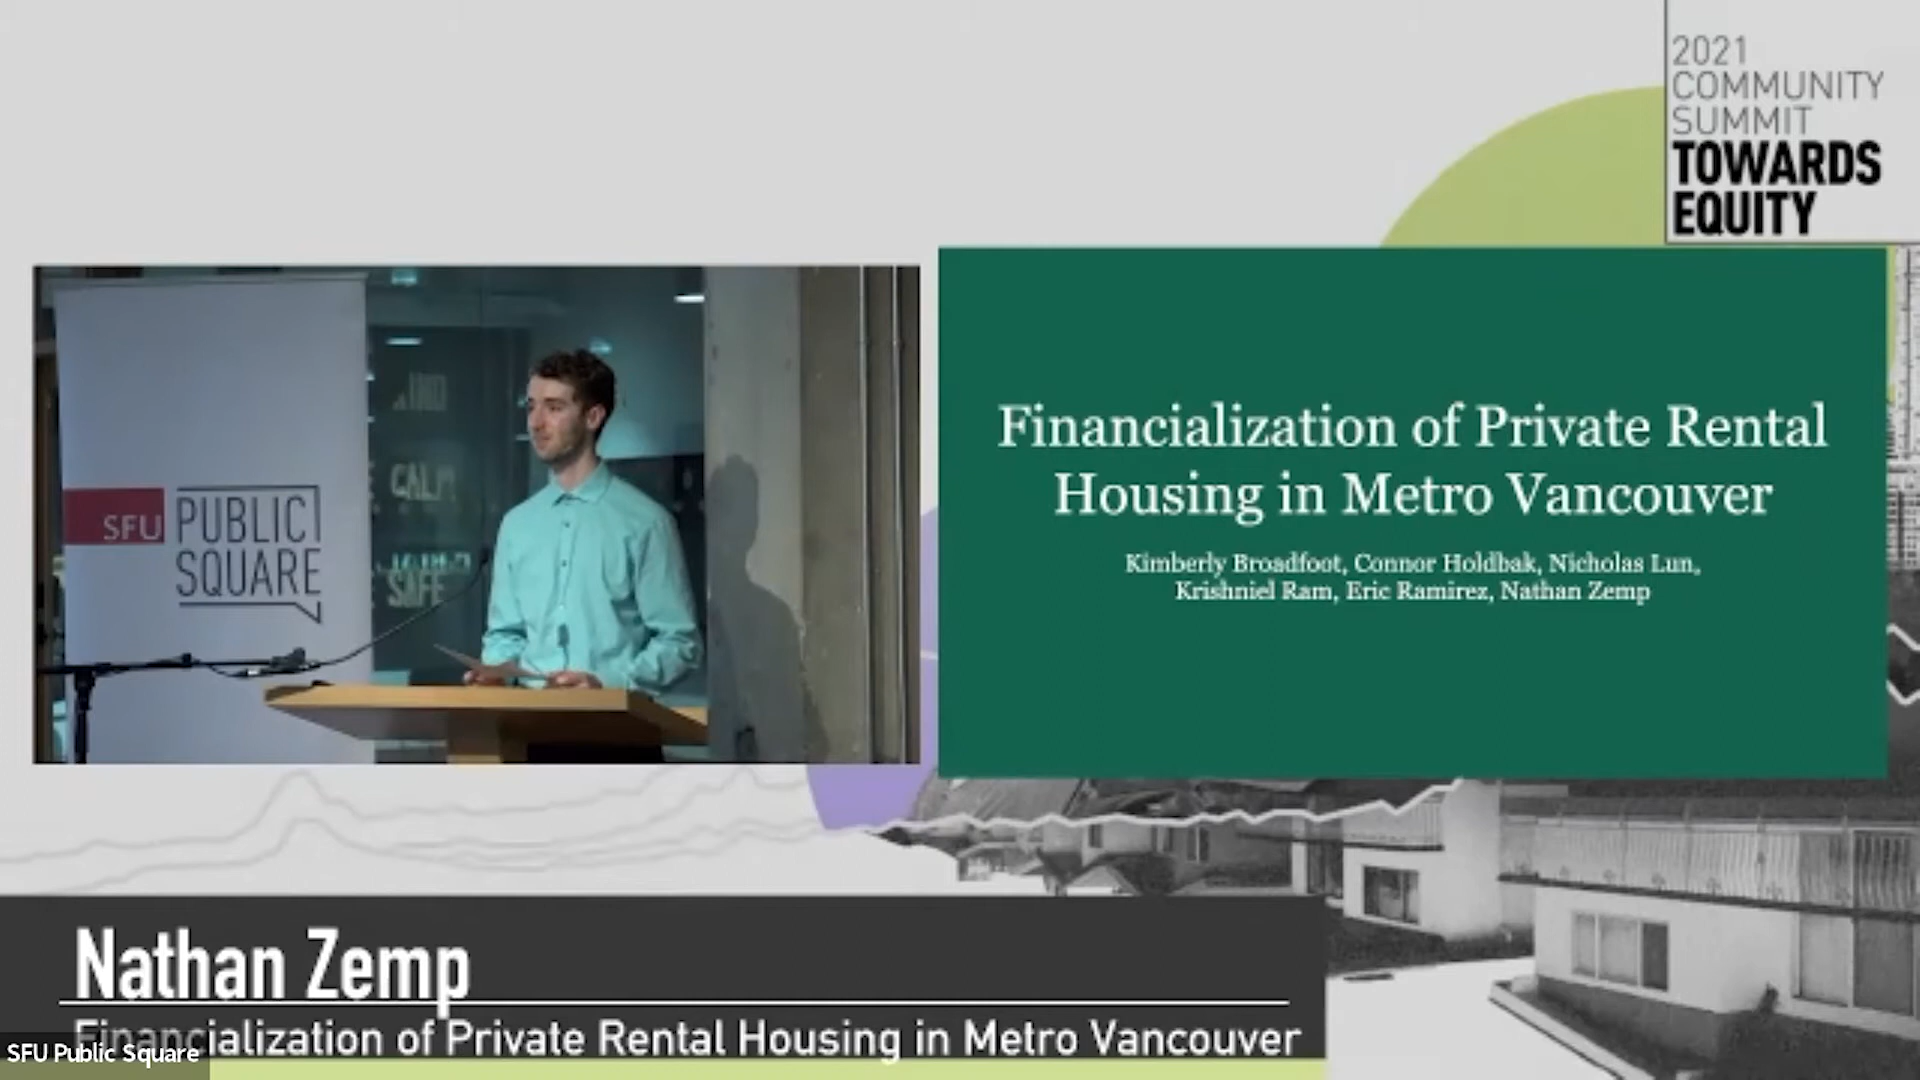 2021
COMMUNITY
SUMMIT
TOWARDS
EQUITY
CALM
SAFE
SFU PUBLIC
SQUARE
Financialization of Private Rental
Housing in Metro Vancouver
Kimberly Broadfoot, Connor Holdbak, Nicholas Lun,
Krishniel Ram, Eric Ramirez, Nathan Zemp
Nathan Zemp
Financialization of Private Rental Housing in Metro Vancouver
SFU Public Square